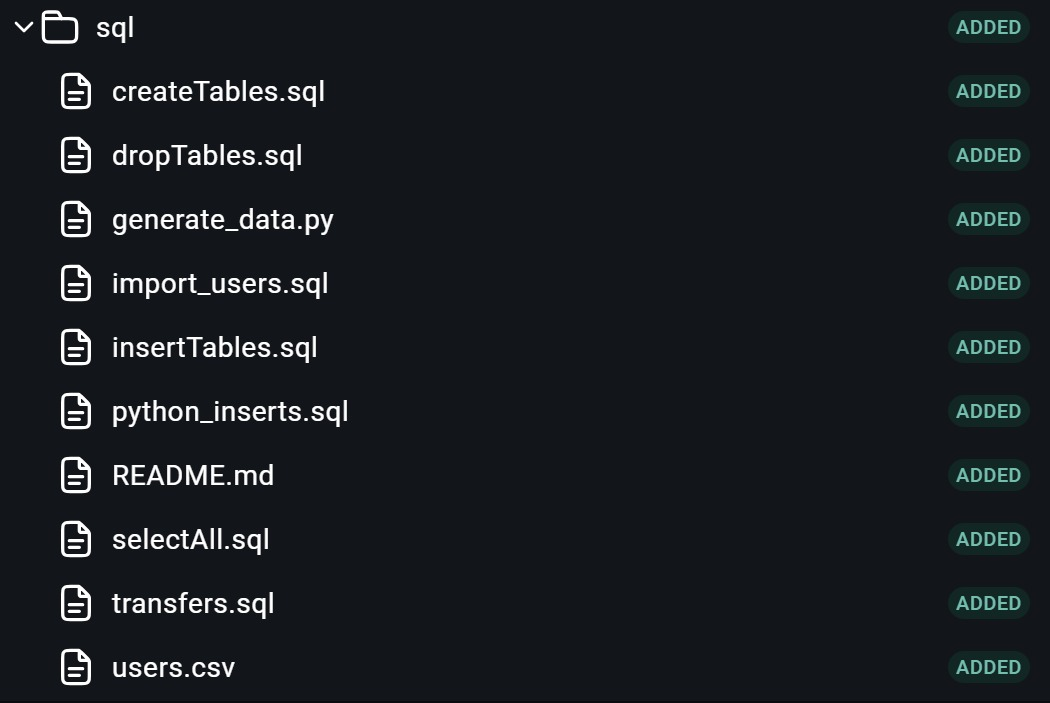 sql ADDED
createTables.sql ADDED
dropTables.sql ADDED
generate_data.py ADDED
import_users.sql ADDED
insertTables.sql ADDED
python_inserts.sql ADDED
README.md ADDED
selectAll.sql ADDED
transfers.sql ADDED
users.csv ADDED